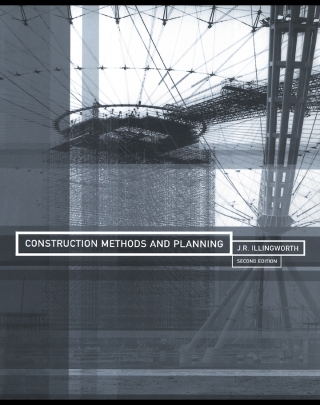 CONSTRUCTION METHODS AND PLANNING
J.R. ILLINGWORTH
SECOND EDITION